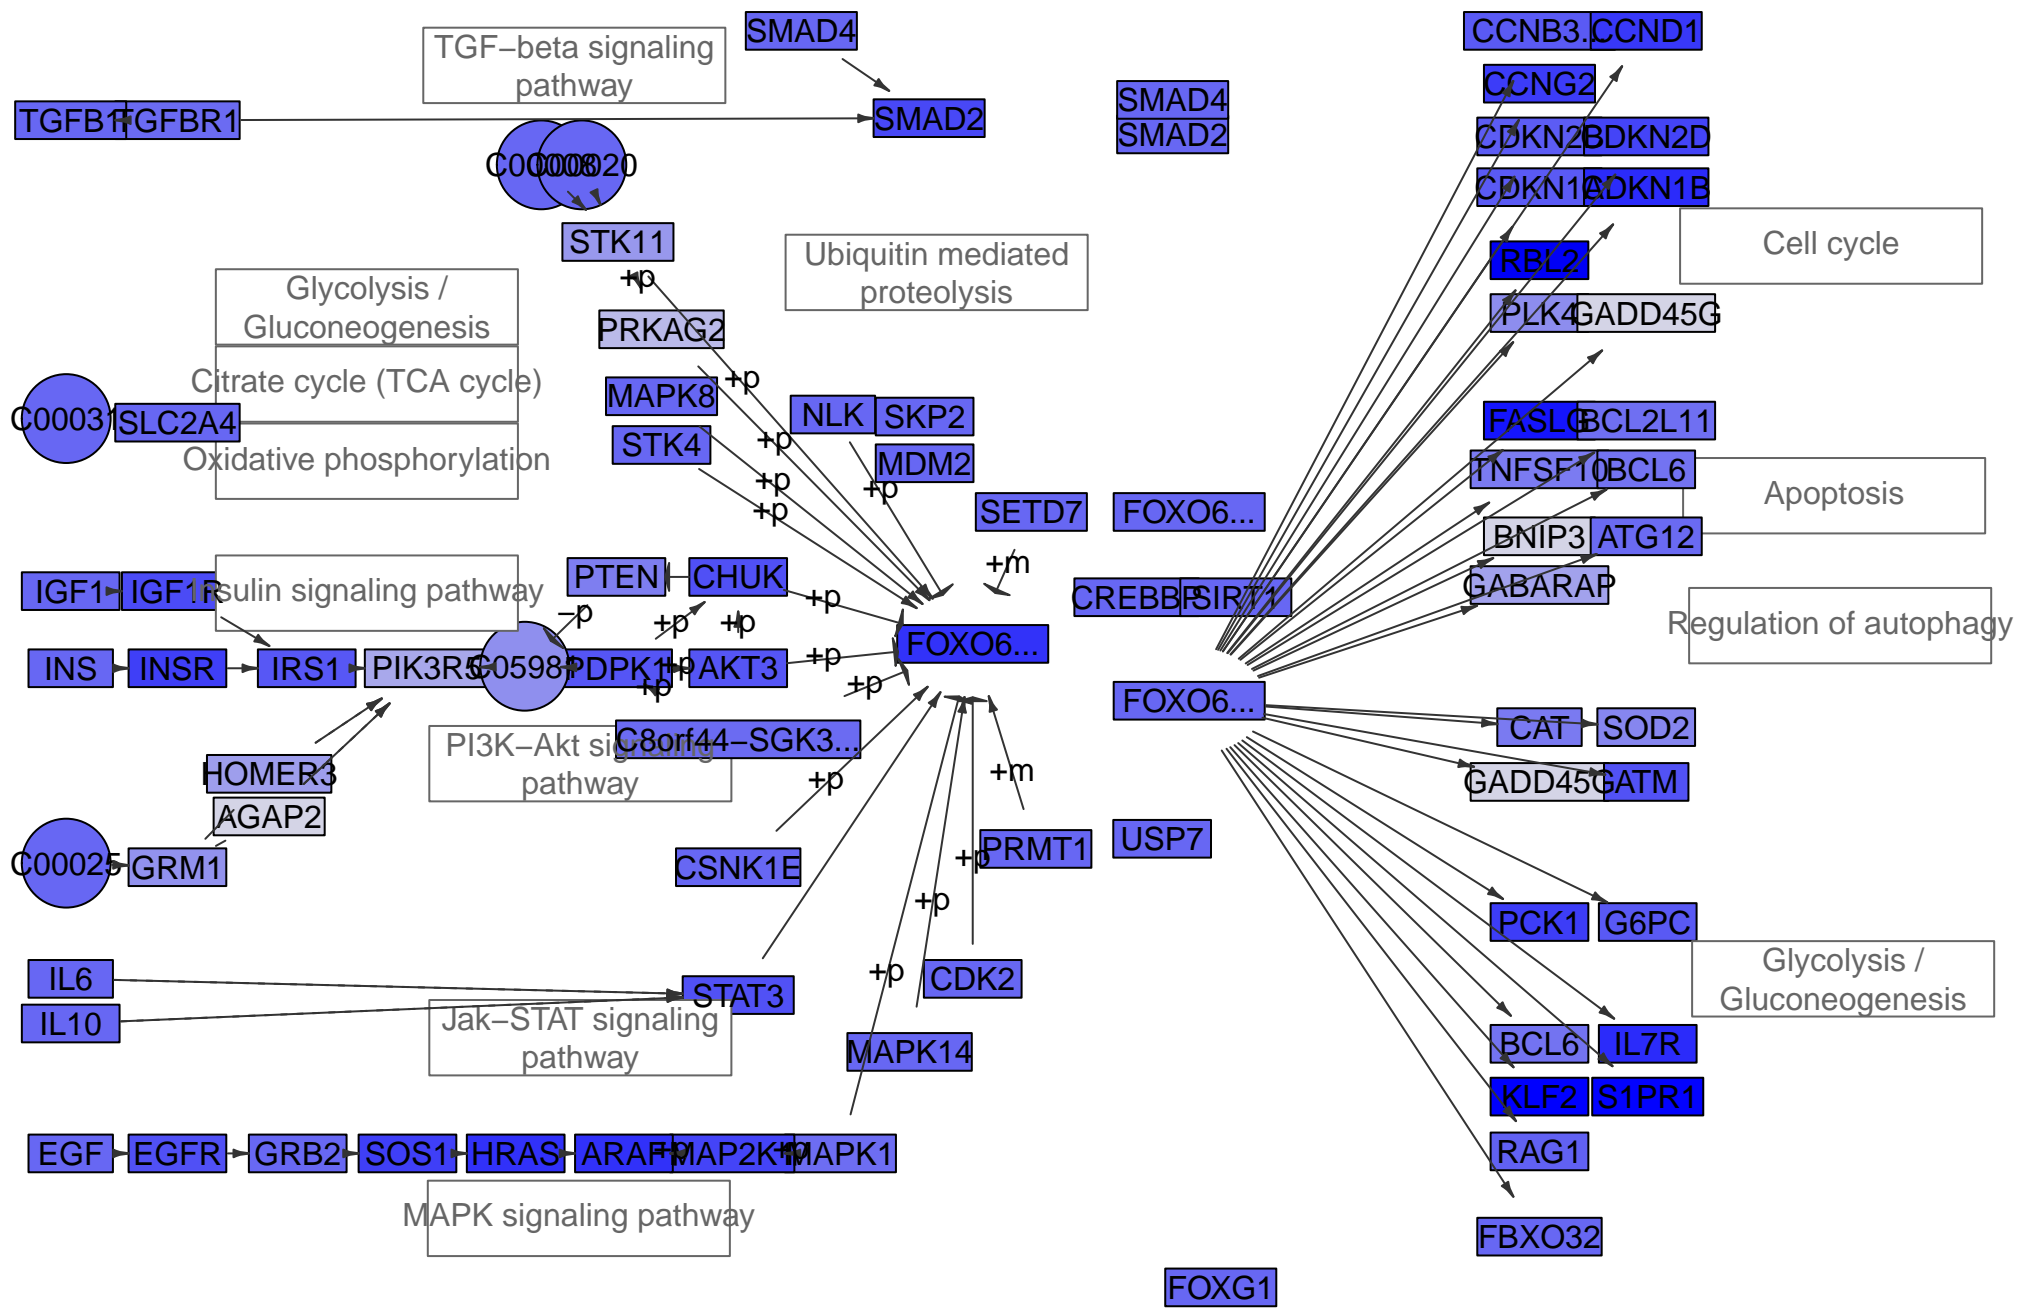 SMAD4
CCNB3...
CCND1
TGF−beta signaling
pathway
CCNG2
SMAD4
TGFB1
TGFBR1
SMAD2
SMAD2
CDKN2B
CDKN2D
C00020
CDKN1A
CDKN1B
STK11
Cell cycle
Ubiquitin mediated
proteolysis
RBL2
+p
Glycolysis /
Gluconeogenesis
PRKAG2
PLK4
GADD45G
Citrate cycle (TCA cycle)
+p
MAPK8
C00031
SLC2A4
NLK
SKP2
FASLG
BCL2L11
STK4
+p
Oxidative phosphorylation
MDM2
TNFSF10
BCL6
+p
+p
Apoptosis
+p
SETD7
FOXO6...
BNIP3
ATG12
+m
IGF1
IGF1R
Insulin signaling pathway
PTEN
CHUK
GABARAP
+p
CREBBP
SIRT1
−p
+p
+p
Regulation of autophagy
FOXO6...
INS
INSR
IRS1
PIK3R5
C05981
PDPK1
+p
AKT3
+p
+p
+p
FOXO6...
CAT
SOD2
PI3K−Akt signaling
pathway
C8orf44−SGK3...
HOMER3
+p
+m
GADD45G
ATM
AGAP2
C00025
GRM1
CSNK1E
+p
PRMT1
USP7
+p
PCK1
G6PC
IL6
+p
CDK2
Glycolysis /
Gluconeogenesis
STAT3
IL10
Jak−STAT signaling
pathway
MAPK14
BCL6
IL7R
KLF2
S1PR1
EGF
EGFR
GRB2
SOS1
HRAS
ARAF
+p
MAP2K1
+p
MAPK1
RAG1
MAPK signaling pathway
FBXO32
FOXG1